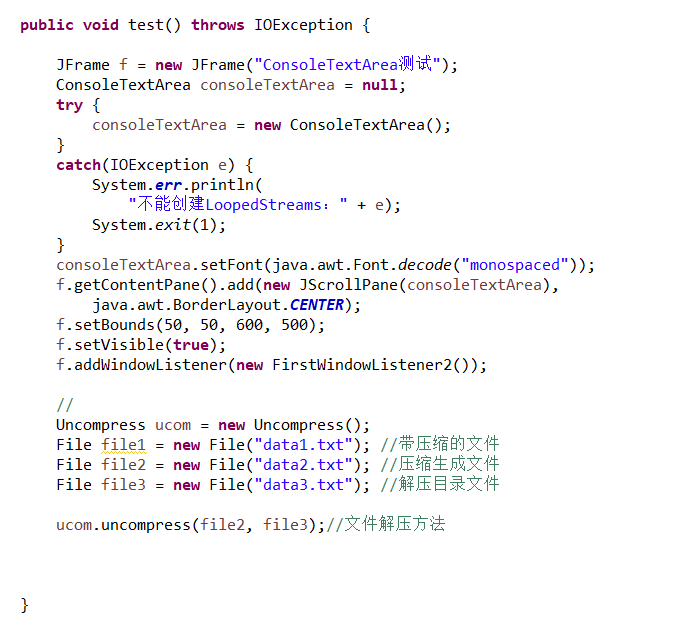 public void test() throws IOException {
JFrame f = new JFrame("ConsoleTextArea测试");
ConsoleTextArea consoleTextArea = null;
try {
consoleTextArea = new ConsoleTextArea();
}
catch(IOException e) {
System.err.println(
"不能创建LoopedStreams：" + e);
System.exit(1);
}
consoleTextArea.setFont(java.awt.Font.decode("monospaced"));
f.getContentPane().add(new JScrollPane(consoleTextArea),
java.awt.BorderLayout.CENTER);
f.setBounds(50, 50, 600, 500);
f.setVisible(true);
f.addWindowListener(new FirstWindowListener2());
//
Uncompress ucom = new Uncompress();
File file1 = new File("data1.txt"); //带压缩的文件
File file2 = new File("data2.txt"); //压缩生成文件
File file3 = new File("data3.txt"); //解压目录文件
ucom.uncompress(file2, file3);//文件解压方法
}